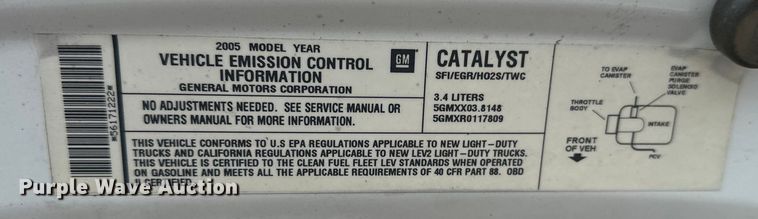 *56171222*
2005 MODEL YEAR
VEHICLE EMISSION CONTROL
INFORMATION
GENERAL MOTORS CORPORATION
GM
CATALYST
SFI/EGR/HO2S/TWC
NO ADJUSTMENTS NEEDED. SEE SERVICE MANUAL OR
OWNERS MANUAL FOR MORE INFORMATION.
3.4 LITERS
5GMXX03.8148
5GMXR0117809
THIS VEHICLE CONFORMS TO U.S EPA REGULATIONS APPLICABLE TO NEW LIGHT-DUTY
TRUCKS AND CALIFORNIA REGULATIONS APPLICABLE TO NEW LEV2 LIGHT-DUTY TRUCKS.
THIS VEHICLE IS CERTIFIED TO THE CLEAN FUEL FLEET LEV STANDARDS WHEN OPERATED
ON GASOLINE AND MEETS ALL THE APPLICABLE REQUIREMENTS OF 40 CFR PART 88. OBD
II CERTIFIED.
TO EVAP
CANISTER
EVAP
CANISTER
PURGE
SOLENOID
VALVE
THROTTLE
BODY
INTAKE
FRONT
OF VEH
PCV
Purple Wave Auction